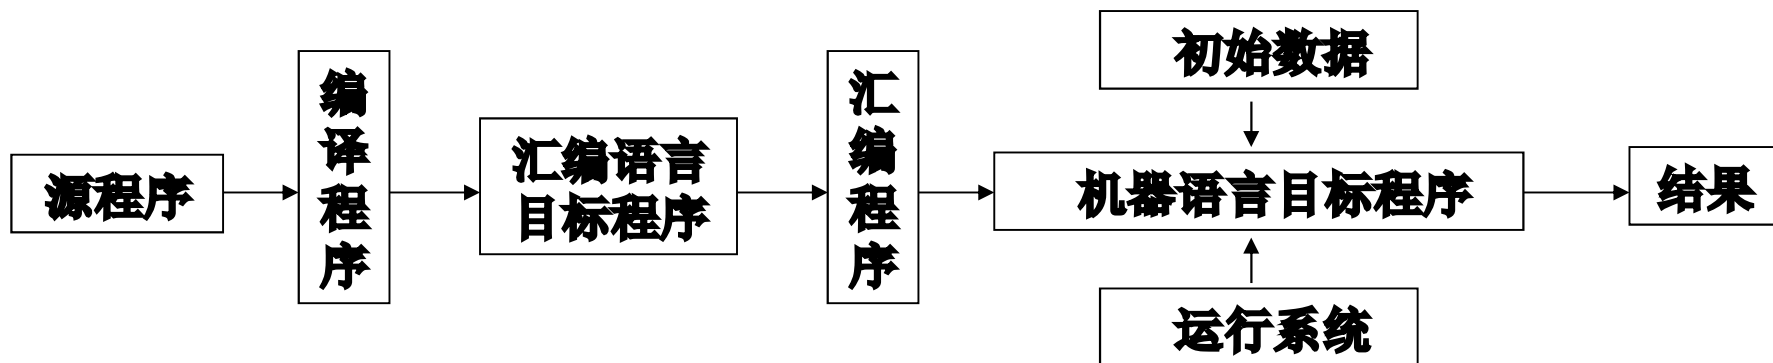 源程序
编
译
程
序
汇编语言
目标程序
汇
编
程
序
初始数据
机器语言目标程序
运行系统
结果